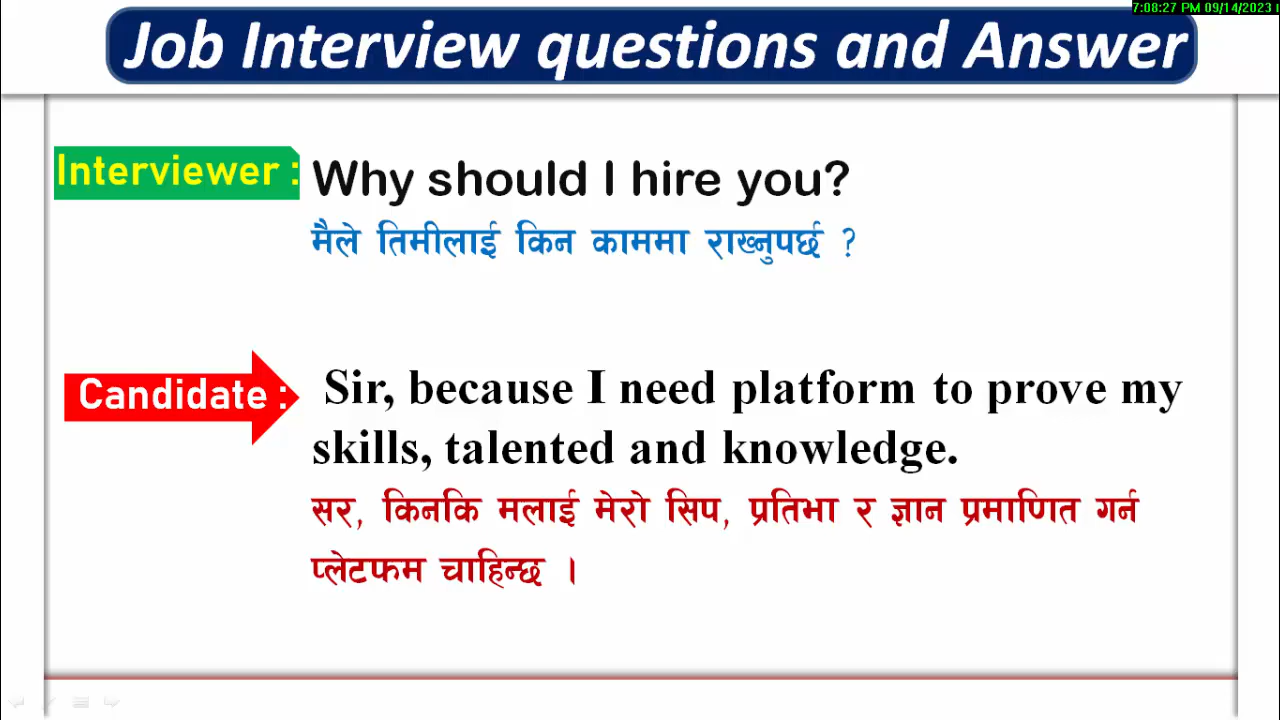 7:08:27 PM 09/14/2023
Job Interview questions and Answer
Interviewer : Why should I hire you?
मैले तिमीलाई किन काममा राख्नुपर्छ ?
Candidate : Sir, because I need platform to prove my
skills, talented and knowledge.
सर, किनकि मलाई मेरो सिप, प्रतिभा र ज्ञान प्रमाणित गर्न
प्लेटफम चाहिन्छ ।